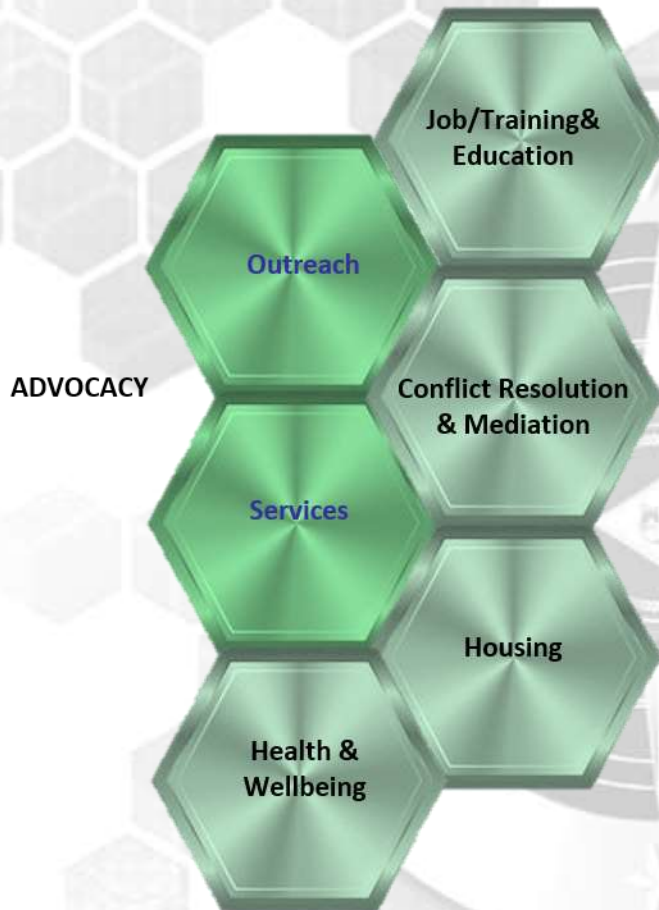 Job/Training&
Education
Outreach
ADVOCACY
Conflict Resolution
& Mediation
Services
Housing
Health &
Wellbeing